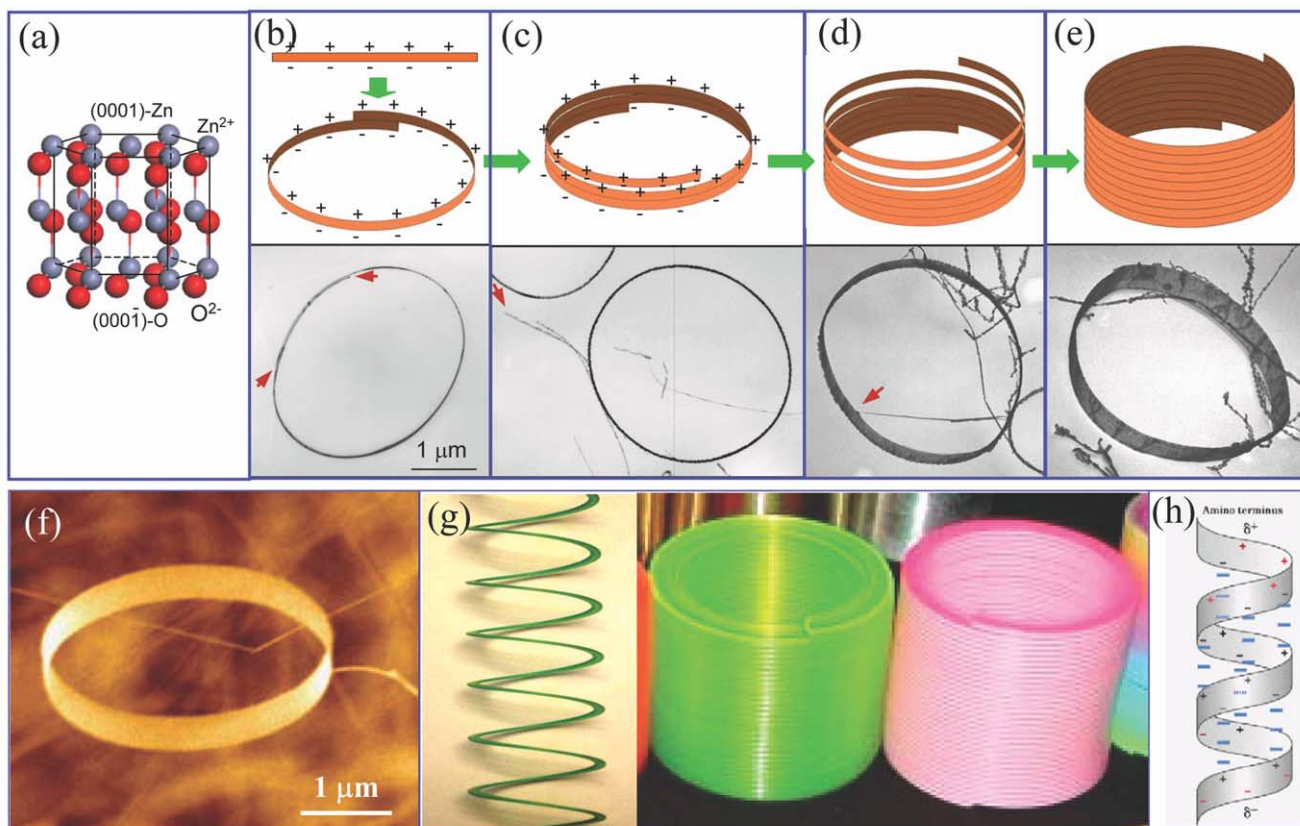 (a)
(0001)-Zn
Zn²⁺
(0001̄)-O
O²⁻
(b)
+ + + + +
- - - - -
1 μm
(c)
(d)
(e)
(f)
1 μm
(g)
(h)
Amino terminus
δ⁺
δ⁻